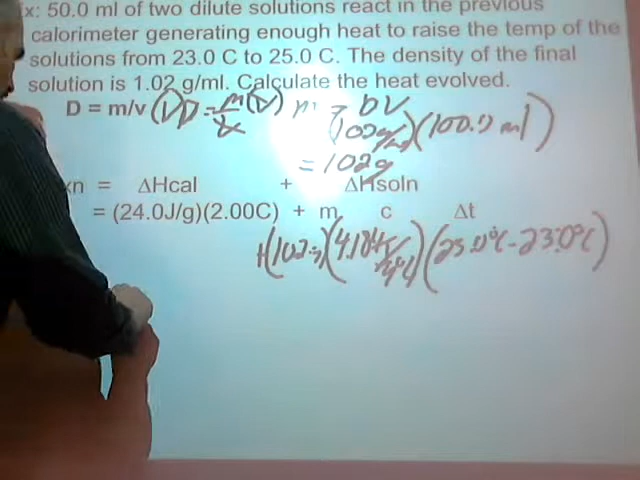 x: 50.0 ml of two dilute solutions react in the previous
calorimeter generating enough heat to raise the temp of the
solutions from 23.0 C to 25.0 C. The density of the final
solution is 1.02 g/ml. Calculate the heat evolved.
D = m/v (V)D = m(V)/V m = DV
(1.02 g/ml)(100.0 ml)
= 102g
xn = ΔHcal + ΔHsoln
= (24.0J/g)(2.00C) + m c Δt
+(102g)(4.184J/g°C)(25.0°C-23.0°C)